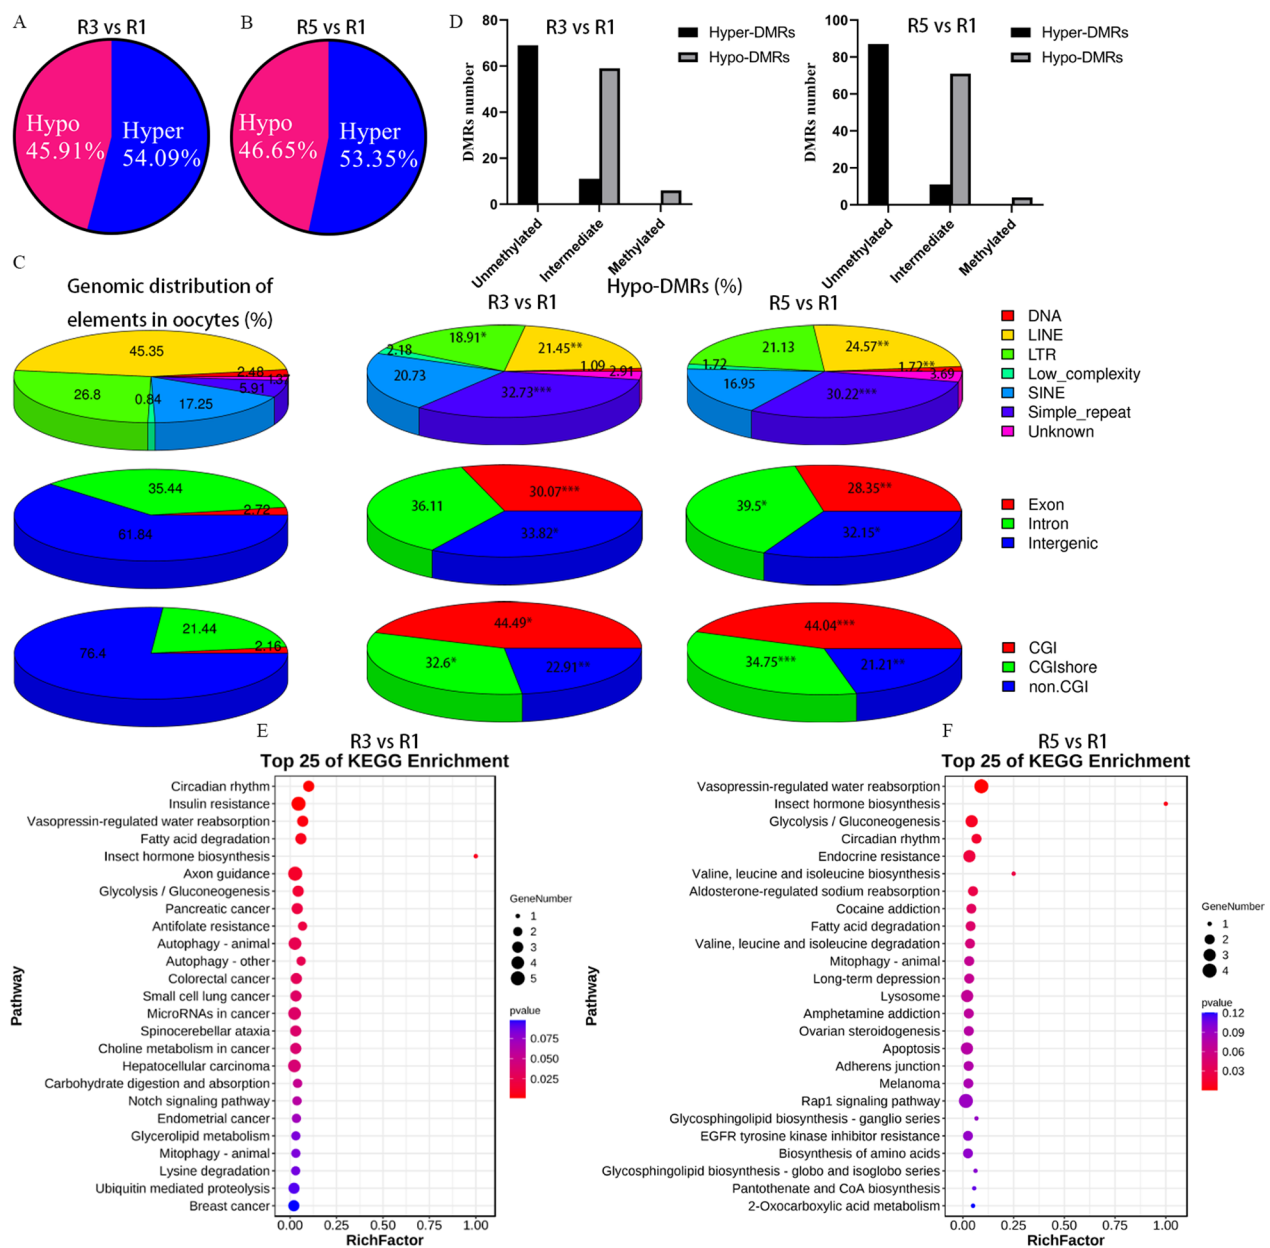 A
R3 vs R1
Hypo
45.91%
Hyper
54.09%
B
R5 vs R1
Hypo
46.65%
Hyper
53.35%
D
R3 vs R1
80
60
40
20
0
DMRs number
Unmethylated
Intermediate
Methylated
Hyper-DMRs
Hypo-DMRs
R5 vs R1
100
80
60
40
20
0
DMRs number
Unmethylated
Intermediate
Methylated
Hyper-DMRs
Hypo-DMRs
C
Genomic distribution of
elements in oocytes (%)
Hypo-DMRs (%)
R3 vs R1
R5 vs R1
45.35
2.48
1.37
5.91
17.25
0.84
26.8
18.91*
21.45**
1.09
2.91
32.73***
20.73
2.18
21.13
24.57**
1.72**
3.69
30.22***
16.95
1.72
DNA
LINE
LTR
Low_complexity
SINE
Simple_repeat
Unknown
35.44
2.72
61.84
30.07***
36.11
33.82*
28.35**
39.5*
32.15*
Exon
Intron
Intergenic
76.4
21.44
2.16
44.49*
32.6*
22.91**
44.04***
34.75***
21.21**
CGI
CGIshore
non.CGI
E
R3 vs R1
Top 25 of KEGG Enrichment
Pathway
Circadian rhythm
Insulin resistance
Vasopressin-regulated water reabsorption
Fatty acid degradation
Insect hormone biosynthesis
Axon guidance
Glycolysis / Gluconeogenesis
Pancreatic cancer
Antifolate resistance
Autophagy - animal
Autophagy - other
Colorectal cancer
Small cell lung cancer
MicroRNAs in cancer
Spinocerebellar ataxia
Choline metabolism in cancer
Hepatocellular carcinoma
Carbohydrate digestion and absorption
Notch signaling pathway
Endometrial cancer
Glycerolipid metabolism
Mitophagy - animal
Lysine degradation
Ubiquitin mediated proteolysis
Breast cancer
0.00 0.25 0.50 0.75 1.00
RichFactor
GeneNumber
1
2
3
4
5
pvalue
0.075
0.050
0.025
F
R5 vs R1
Top 25 of KEGG Enrichment
Pathway
Vasopressin-regulated water reabsorption
Insect hormone biosynthesis
Glycolysis / Gluconeogenesis
Circadian rhythm
Endocrine resistance
Valine, leucine and isoleucine biosynthesis
Aldosterone-regulated sodium reabsorption
Cocaine addiction
Fatty acid degradation
Valine, leucine and isoleucine degradation
Mitophagy - animal
Long-term depression
Lysosome
Amphetamine addiction
Ovarian steroidogenesis
Apoptosis
Adherens junction
Melanoma
Rap1 signaling pathway
Glycosphingolipid biosynthesis - ganglio series
EGFR tyrosine kinase inhibitor resistance
Biosynthesis of amino acids
Glycosphingolipid biosynthesis - globo and isoglobo series
Pantothenate and CoA biosynthesis
2-Oxocarboxylic acid metabolism
0.00 0.25 0.50 0.75 1.00
RichFactor
GeneNumber
1
2
3
4
pvalue
0.12
0.09
0.06
0.03